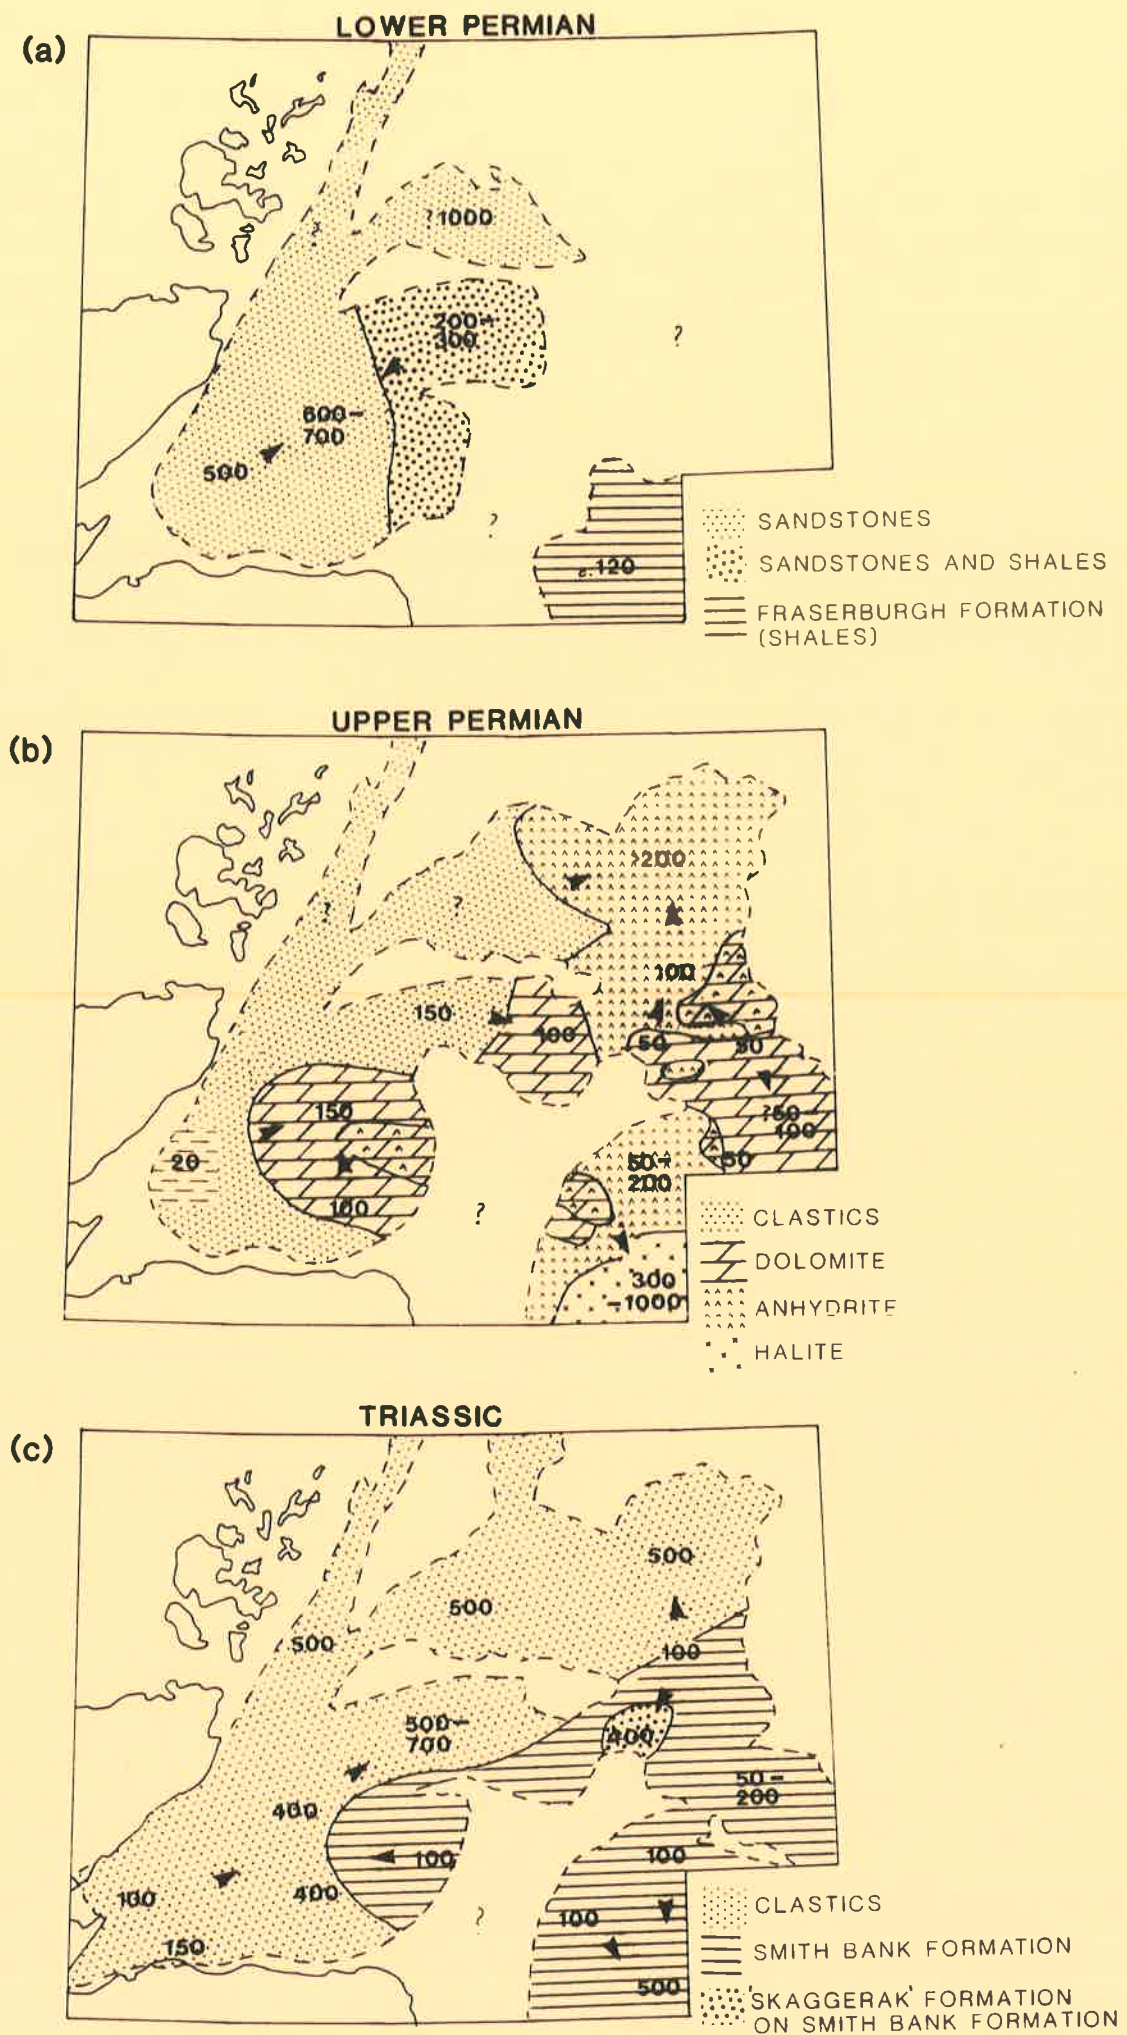 LOWER PERMIAN
(a)
?1000
200-
300
?
?
600-
700
500
?
c.120
SANDSTONES
SANDSTONES AND SHALES
FRASERBURGH FORMATION
(SHALES)
UPPER PERMIAN
(b)
>200
?
?
100
150
100
50
50
150
?50-
100
20
50-
200
50
100
?
300
-1000
CLASTICS
DOLOMITE
ANHYDRITE
HALITE
TRIASSIC
(c)
500
500
500
100
500-
700
400
50-
200
400
100
100
100
400
?
100
150
500
CLASTICS
SMITH BANK FORMATION
'SKAGGERAK' FORMATION
ON SMITH BANK FORMATION